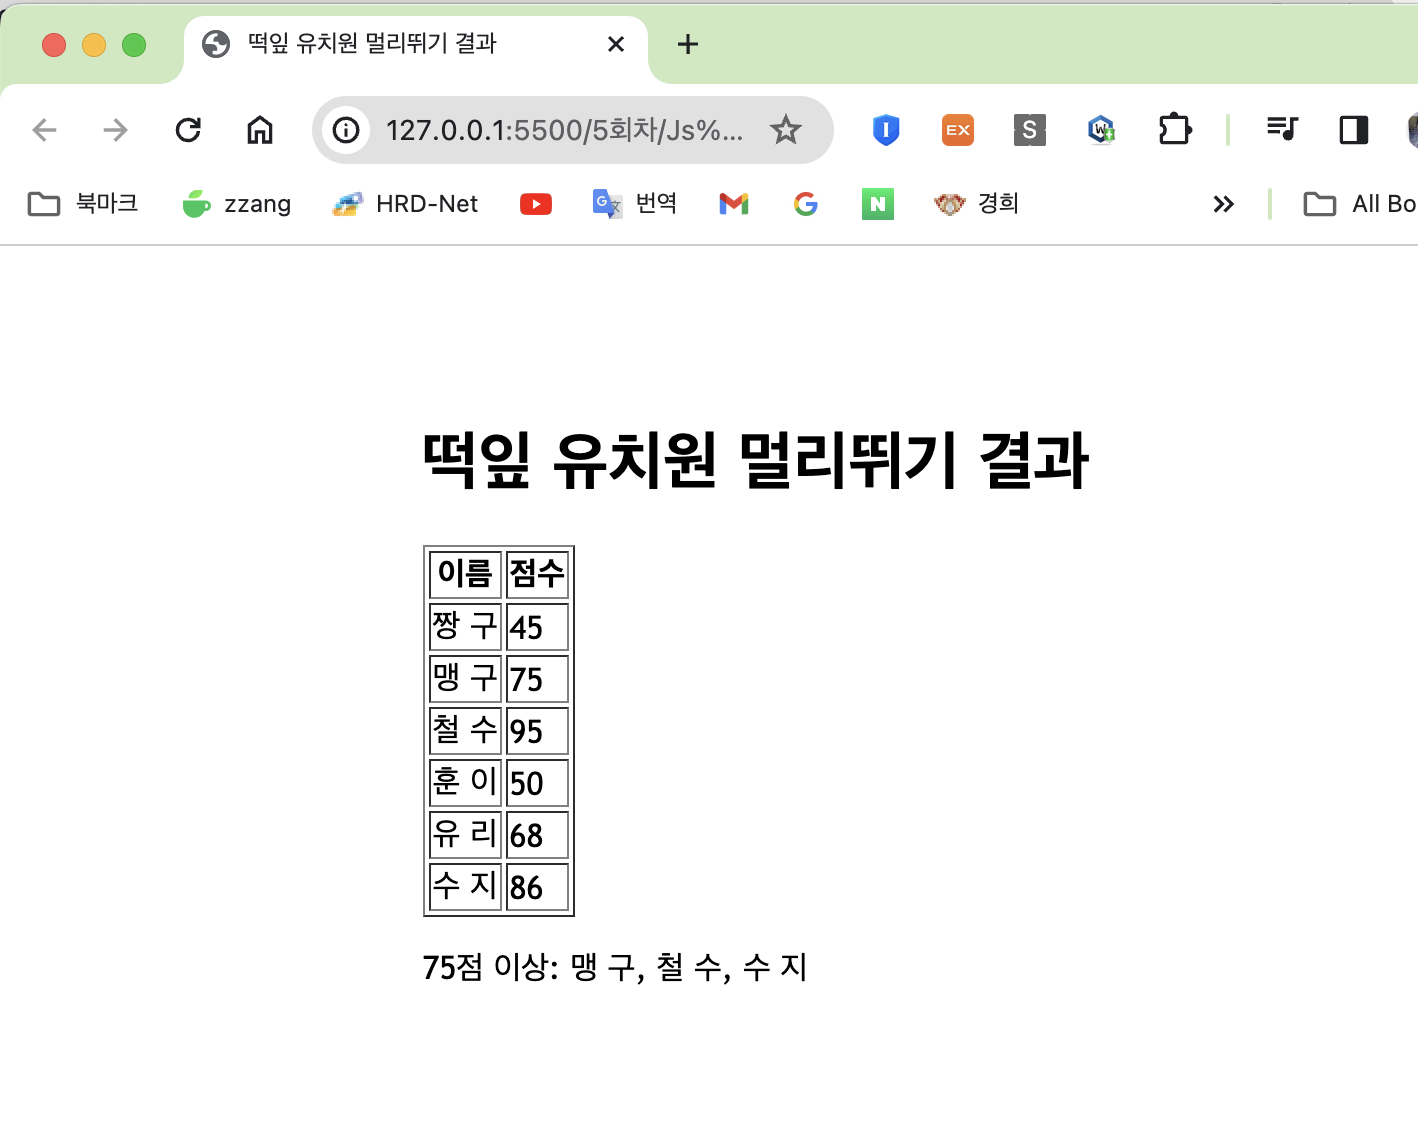 떡잎 유치원 멀리뛰기 결과
127.0.0.1:5500/5회차/Js%...
EX
S
W
북마크 zzang HRD-Net 번역 N 경희 » All Bo
떡잎 유치원 멀리뛰기 결과
이름 점수
짱 구 45
맹 구 75
철 수 95
훈 이 50
유 리 68
수 지 86
75점 이상: 맹 구, 철 수, 수 지